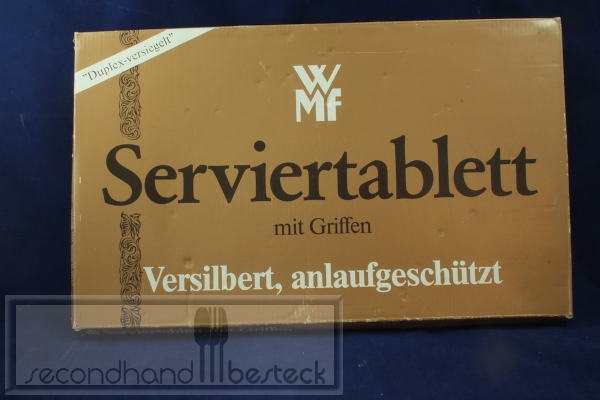 "Duplex-versiegelt"
WMF
Serviertablett
mit Griffen
Versilbert, anlaufgeschützt
secondhand besteck